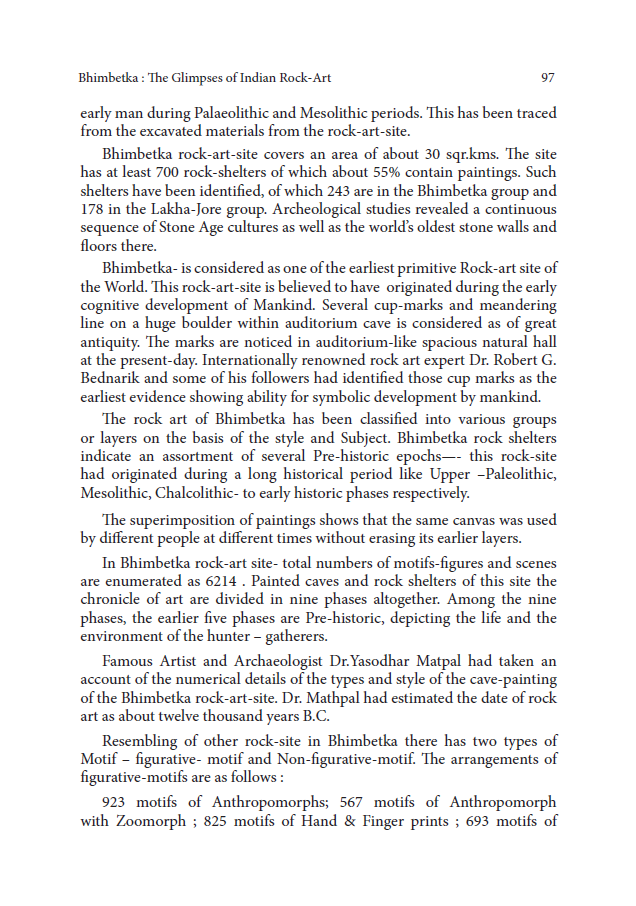 Bhimbetka : The Glimpses of Indian Rock-Art 97
early man during Palaeolithic and Mesolithic periods. This has been traced
from the excavated materials from the rock-art-site.
Bhimbetka rock-art-site covers an area of about 30 sqr.kms. The site
has at least 700 rock-shelters of which about 55% contain paintings. Such
shelters have been identified, of which 243 are in the Bhimbetka group and
178 in the Lakha-Jore group. Archeological studies revealed a continuous
sequence of Stone Age cultures as well as the world's oldest stone walls and
floors there.
Bhimbetka- is considered as one of the earliest primitive Rock-art site of
the World. This rock-art-site is believed to have originated during the early
cognitive development of Mankind. Several cup-marks and meandering
line on a huge boulder within auditorium cave is considered as of great
antiquity. The marks are noticed in auditorium-like spacious natural hall
at the present-day. Internationally renowned rock art expert Dr. Robert G.
Bednarik and some of his followers had identified those cup marks as the
earliest evidence showing ability for symbolic development by mankind.
The rock art of Bhimbetka has been classified into various groups
or layers on the basis of the style and Subject. Bhimbetka rock shelters
indicate an assortment of several Pre-historic epochs—- this rock-site
had originated during a long historical period like Upper –Paleolithic,
Mesolithic, Chalcolithic- to early historic phases respectively.
The superimposition of paintings shows that the same canvas was used
by different people at different times without erasing its earlier layers.
In Bhimbetka rock-art site- total numbers of motifs-figures and scenes
are enumerated as 6214 . Painted caves and rock shelters of this site the
chronicle of art are divided in nine phases altogether. Among the nine
phases, the earlier five phases are Pre-historic, depicting the life and the
environment of the hunter – gatherers.
Famous Artist and Archaeologist Dr.Yasodhar Matpal had taken an
account of the numerical details of the types and style of the cave-painting
of the Bhimbetka rock-art-site. Dr. Mathpal had estimated the date of rock
art as about twelve thousand years B.C.
Resembling of other rock-site in Bhimbetka there has two types of
Motif – figurative- motif and Non-figurative-motif. The arrangements of
figurative-motifs are as follows :
923 motifs of Anthropomorphs; 567 motifs of Anthropomorph
with Zoomorph ; 825 motifs of Hand & Finger prints ; 693 motifs of